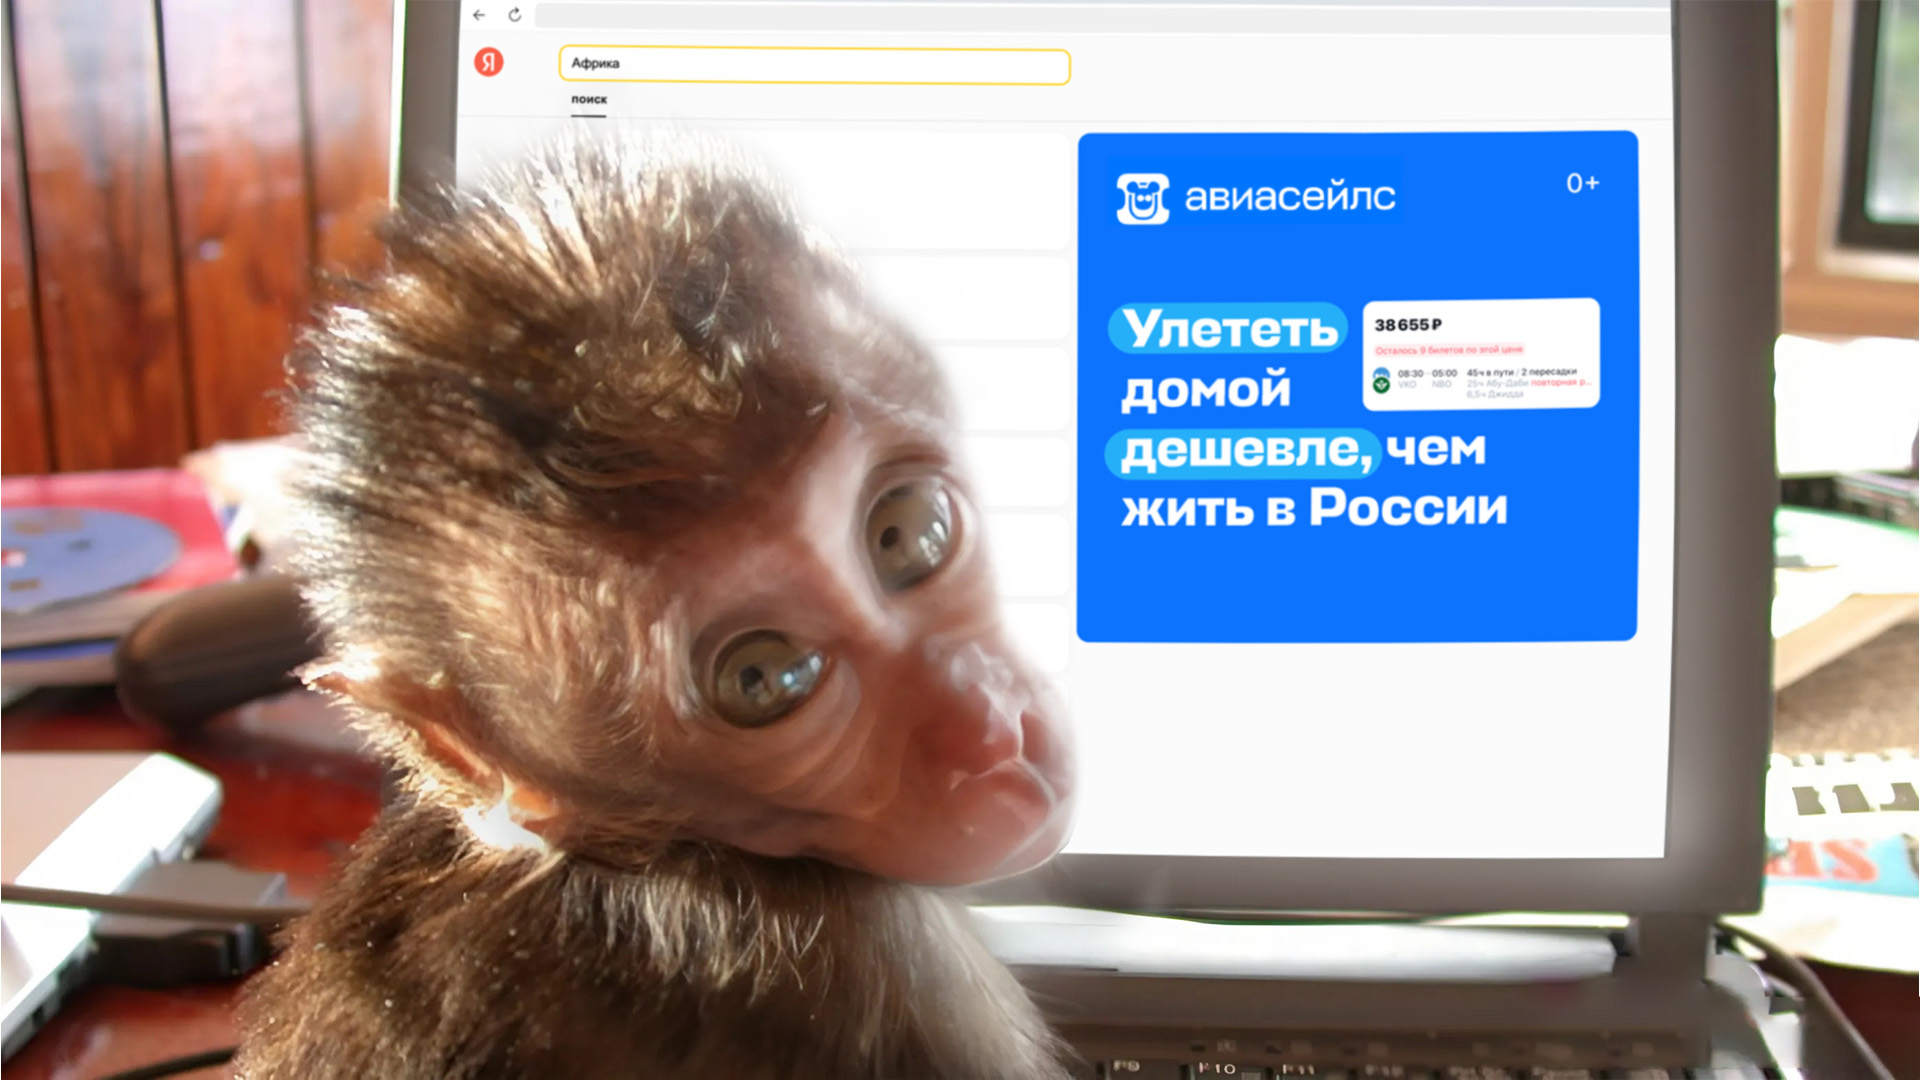 Я
Африка
поиск
авиасейлс
0+
Улететь
домой
дешевле, чем
жить в России
38 655 ₽
Осталось 9 билетов по этой цене
08:30 05:00 45ч в пути / 2 пересадки
VKO NBO 25ч Абу-Даби повторная р...
6,5ч Джидда
F9 F10 F11 F12